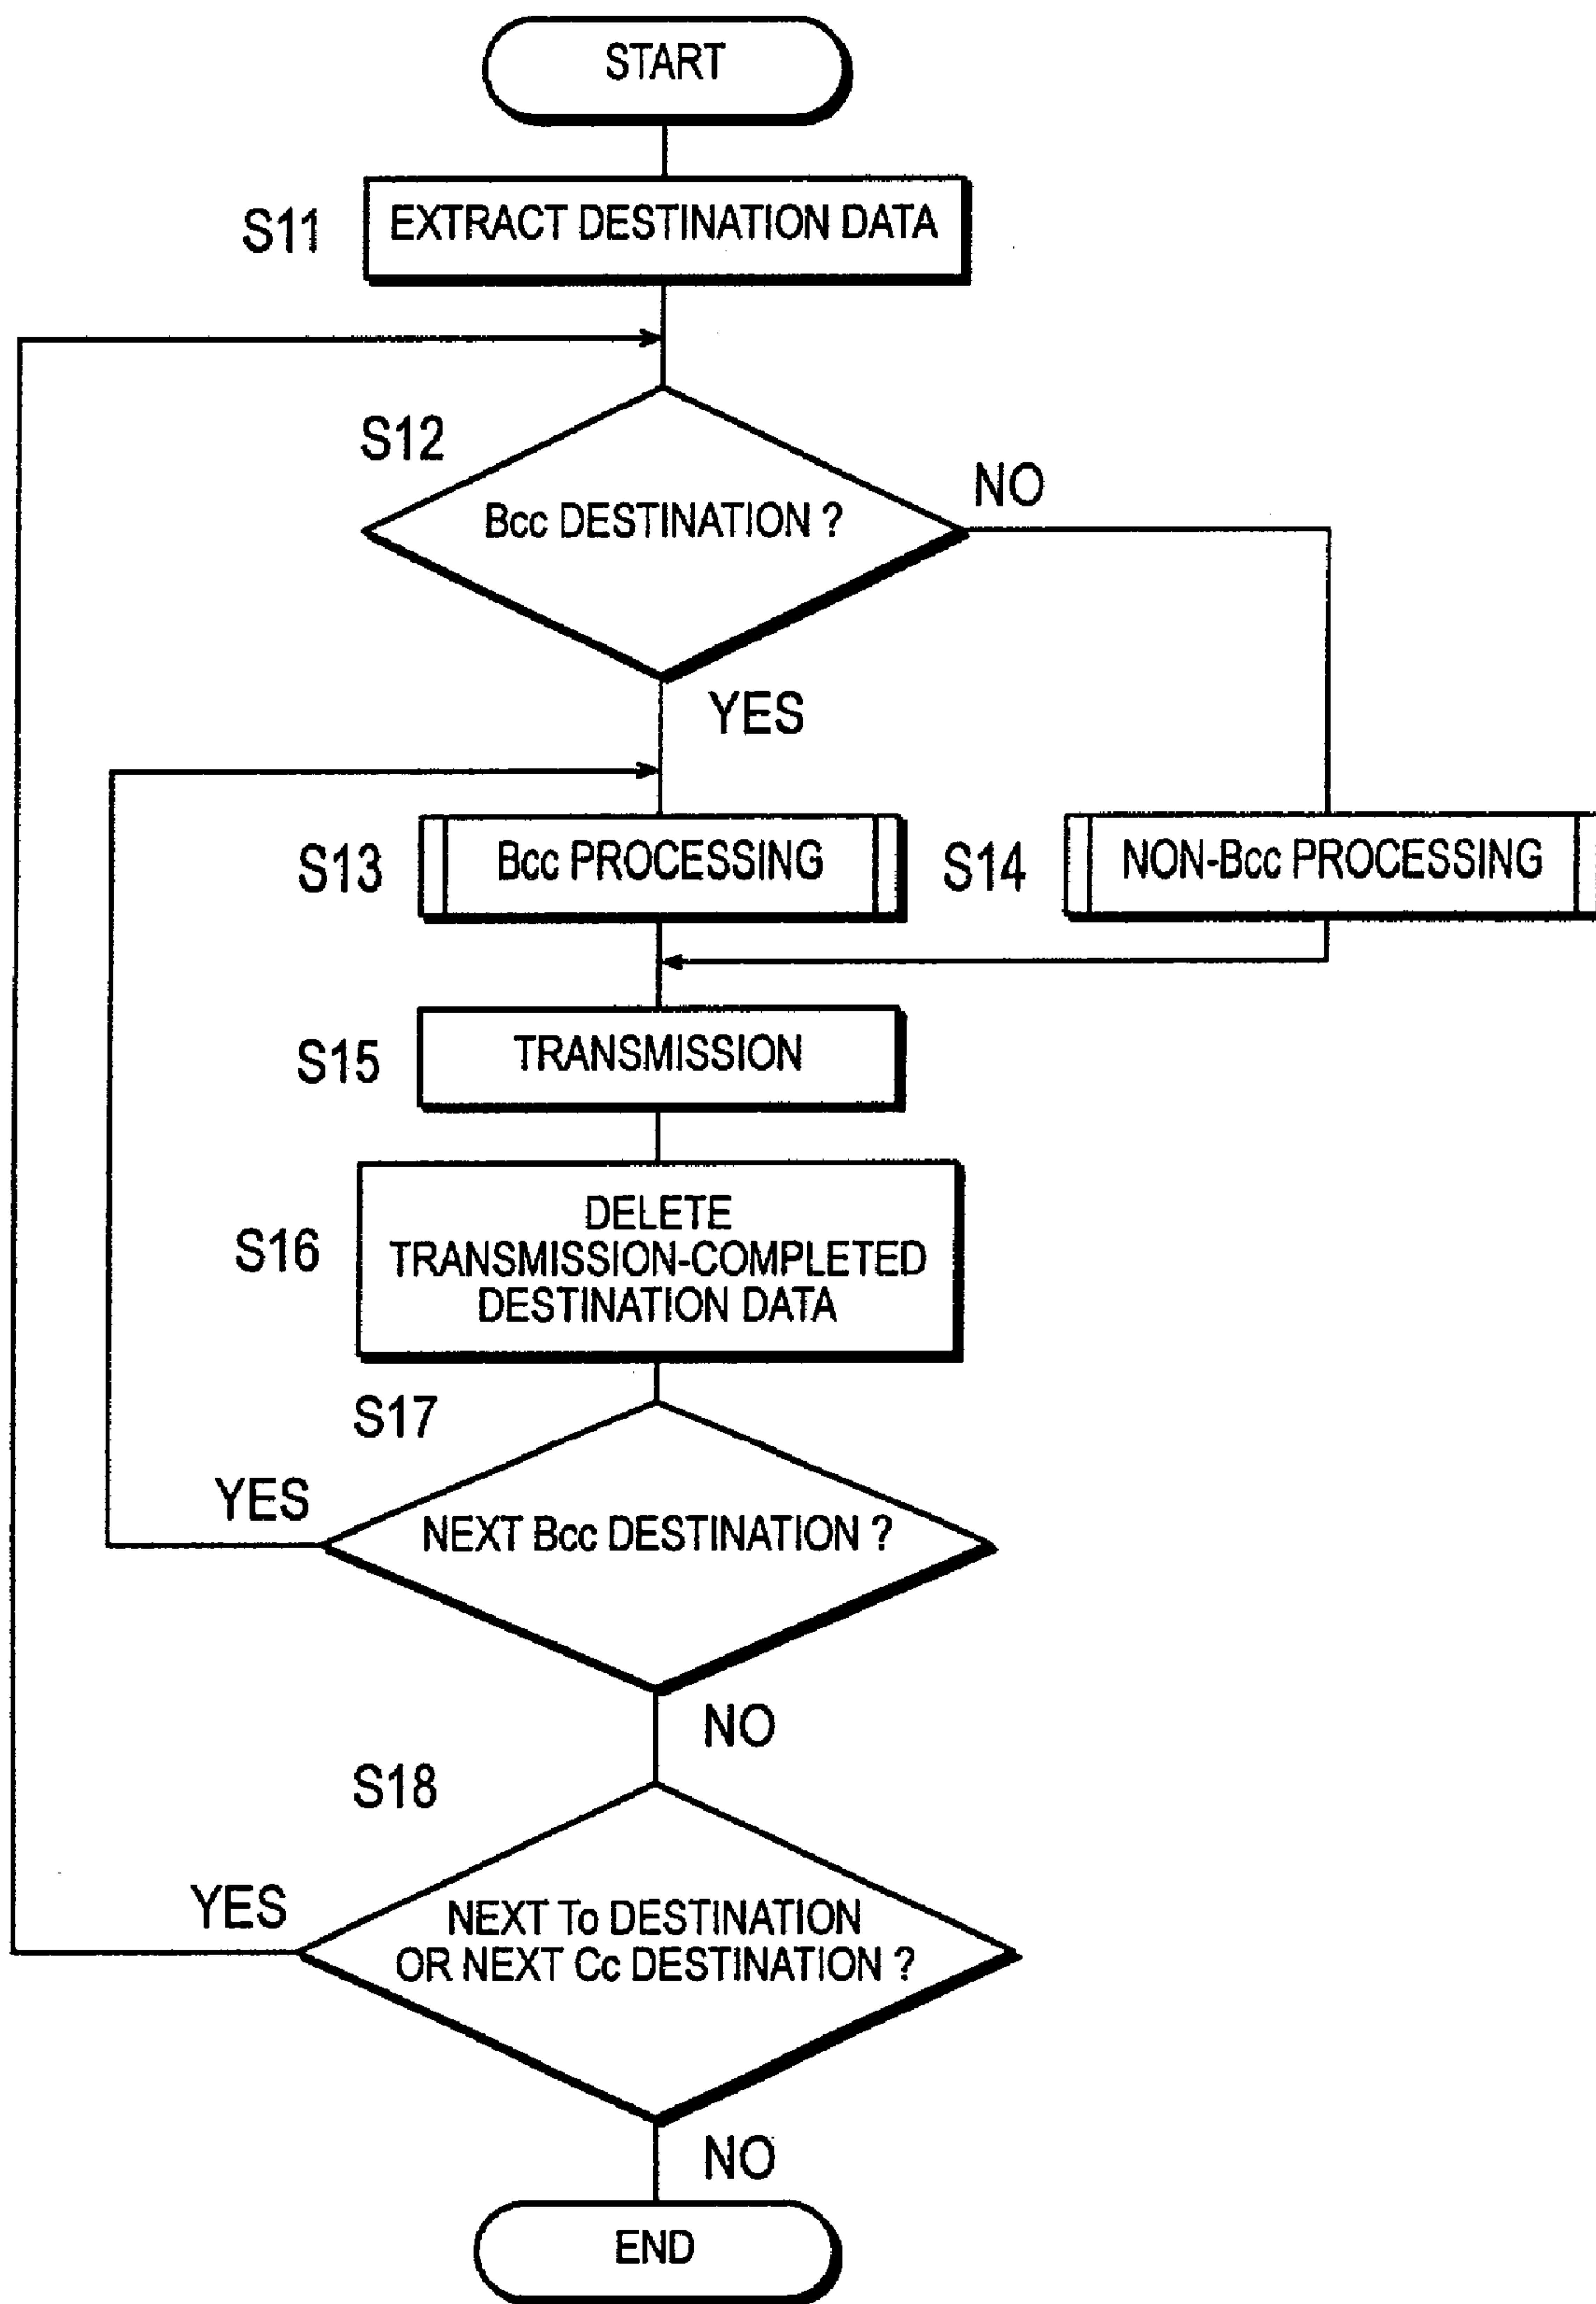 START
S11
EXTRACT DESTINATION DATA
S12
Bcc DESTINATION ?
NO
YES
S13
Bcc PROCESSING
S14
NON-Bcc PROCESSING
S15
TRANSMISSION
S16
DELETE
TRANSMISSION-COMPLETED
DESTINATION DATA
S17
YES
NEXT Bcc DESTINATION ?
NO
S18
YES
NEXT To DESTINATION
OR NEXT Cc DESTINATION ?
NO
END